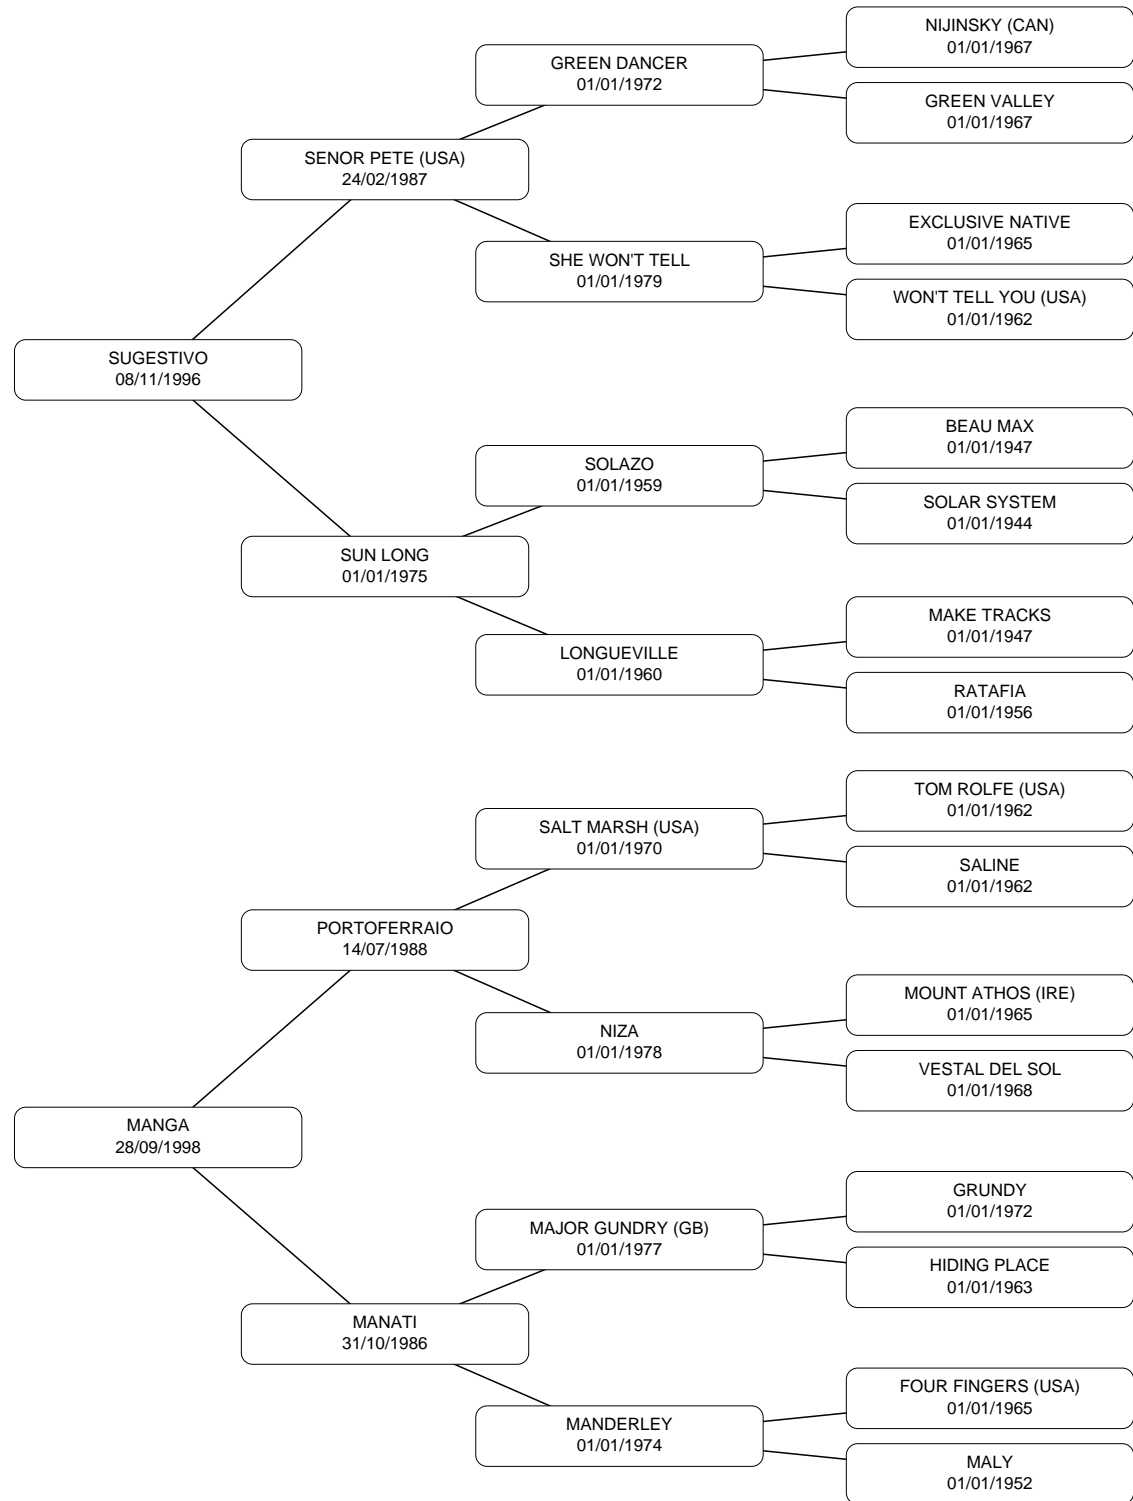 NIJINSKY (CAN)
01/01/1967
GREEN DANCER
01/01/1972
GREEN VALLEY
01/01/1967
SENOR PETE (USA)
24/02/1987
EXCLUSIVE NATIVE
01/01/1965
SHE WON'T TELL
01/01/1979
WON'T TELL YOU (USA)
01/01/1962
SUGESTIVO
08/11/1996
BEAU MAX
01/01/1947
SOLAZO
01/01/1959
SOLAR SYSTEM
01/01/1944
SUN LONG
01/01/1975
MAKE TRACKS
01/01/1947
LONGUEVILLE
01/01/1960
RATAFIA
01/01/1956
TOM ROLFE (USA)
01/01/1962
SALT MARSH (USA)
01/01/1970
SALINE
01/01/1962
PORTOFERRAIO
14/07/1988
MOUNT ATHOS (IRE)
01/01/1965
NIZA
01/01/1978
VESTAL DEL SOL
01/01/1968
MANGA
28/09/1998
GRUNDY
01/01/1972
MAJOR GUNDRY (GB)
01/01/1977
HIDING PLACE
01/01/1963
MANATI
31/10/1986
FOUR FINGERS (USA)
01/01/1965
MANDERLEY
01/01/1974
MALY
01/01/1952